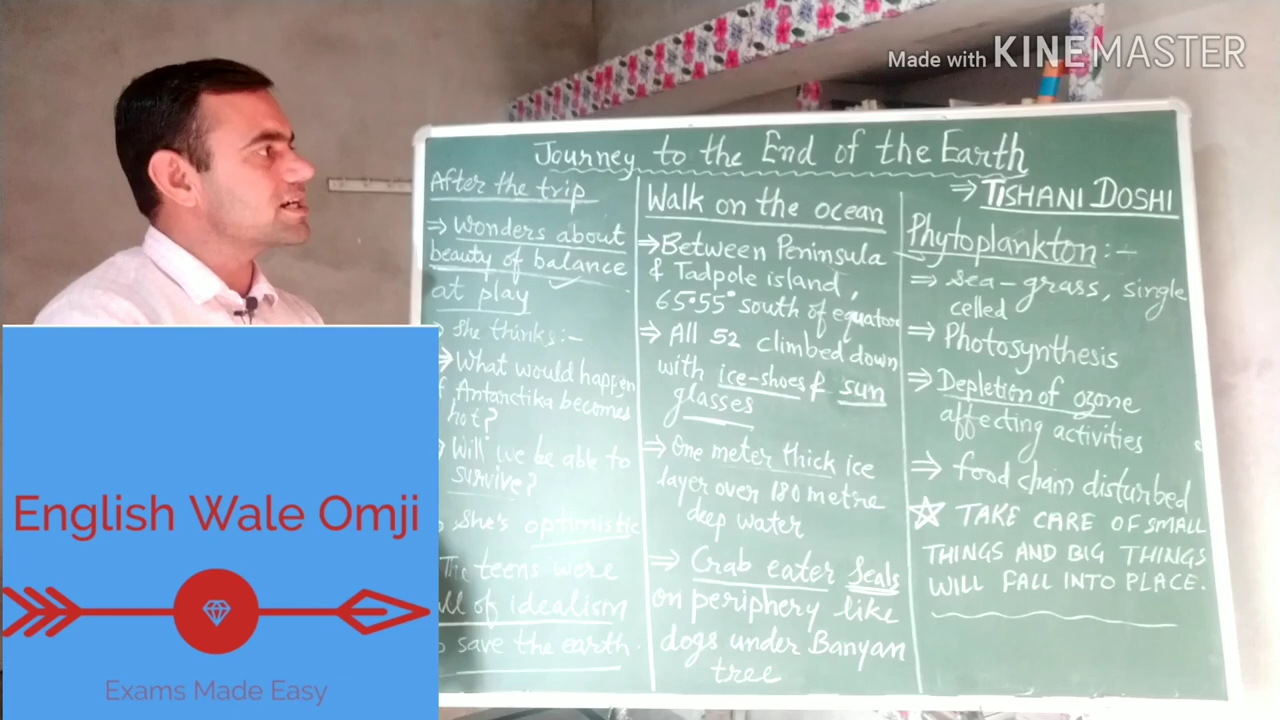 Made with KINEMASTER
Journey to the End of the Earth
⇒ TISHANI DOSHI
After the trip
⇒ Wonders about
beauty of balance
at play
She thinks:-
⇒ What would happen
Antarctika becomes
hot?
Will we be able to
survive?
She's optimistic
The teens were
of idealism
save the earth.
Walk on the ocean
⇒ Between Peninsula
& Tadpole island,
65.55° south of equator
⇒ All 52 climbed down
with ice-shoes & sun
glasses
⇒ One meter thick ice
layer over 180 metre
deep water
⇒ Crab eater seals
on periphery like
dogs under Banyan
tree
Phytoplankton:-
⇒ sea-grass, single
celled
⇒ Photosynthesis
⇒ Depletion of ozone
affecting activities
⇒ food chain disturbed
☆ TAKE CARE OF SMALL
THINGS AND BIG THINGS
WILL FALL INTO PLACE.
English Wale Omji
Exams Made Easy